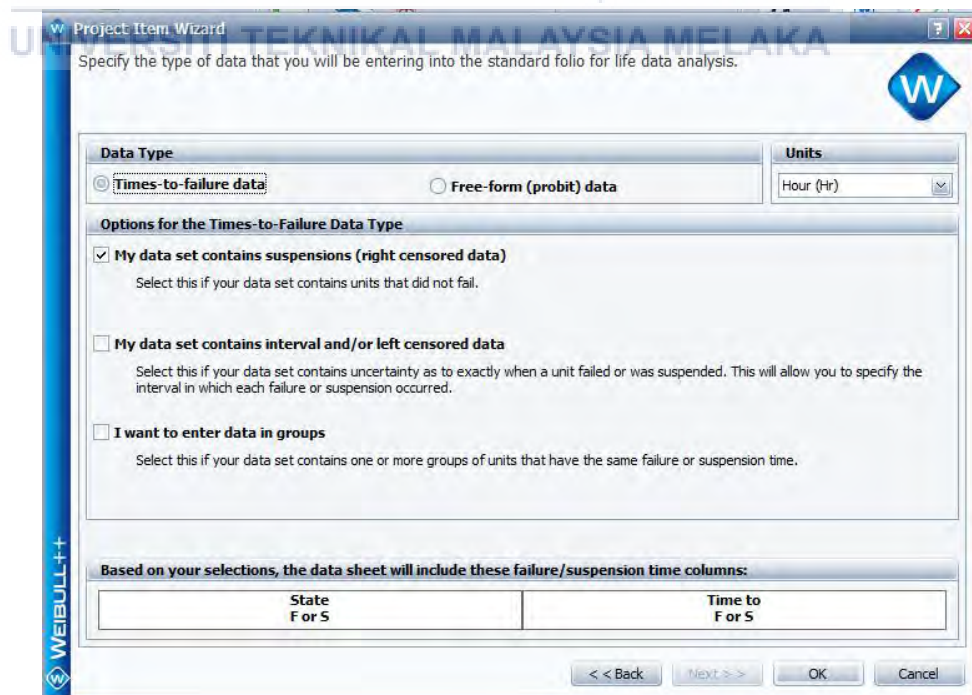 Project Item Wizard
UNIVERSITI TEKNIKAL MALAYSIA MELAKA
Specify the type of data that you will be entering into the standard folio for life data analysis.
W
Data Type
Units
Times-to-failure data
Free-form (probit) data
Hour (Hr)
Options for the Times-to-Failure Data Type
My data set contains suspensions (right censored data)
Select this if your data set contains units that did not fail.
My data set contains interval and/or left censored data
Select this if your data set contains uncertainty as to exactly when a unit failed or was suspended. This will allow you to specify the
interval in which each failure or suspension occurred.
I want to enter data in groups
Select this if your data set contains one or more groups of units that have the same failure or suspension time.
Based on your selections, the data sheet will include these failure/suspension time columns:
State
F or S
Time to
F or S
WEIBULL++
< < Back
Next > >
OK
Cancel